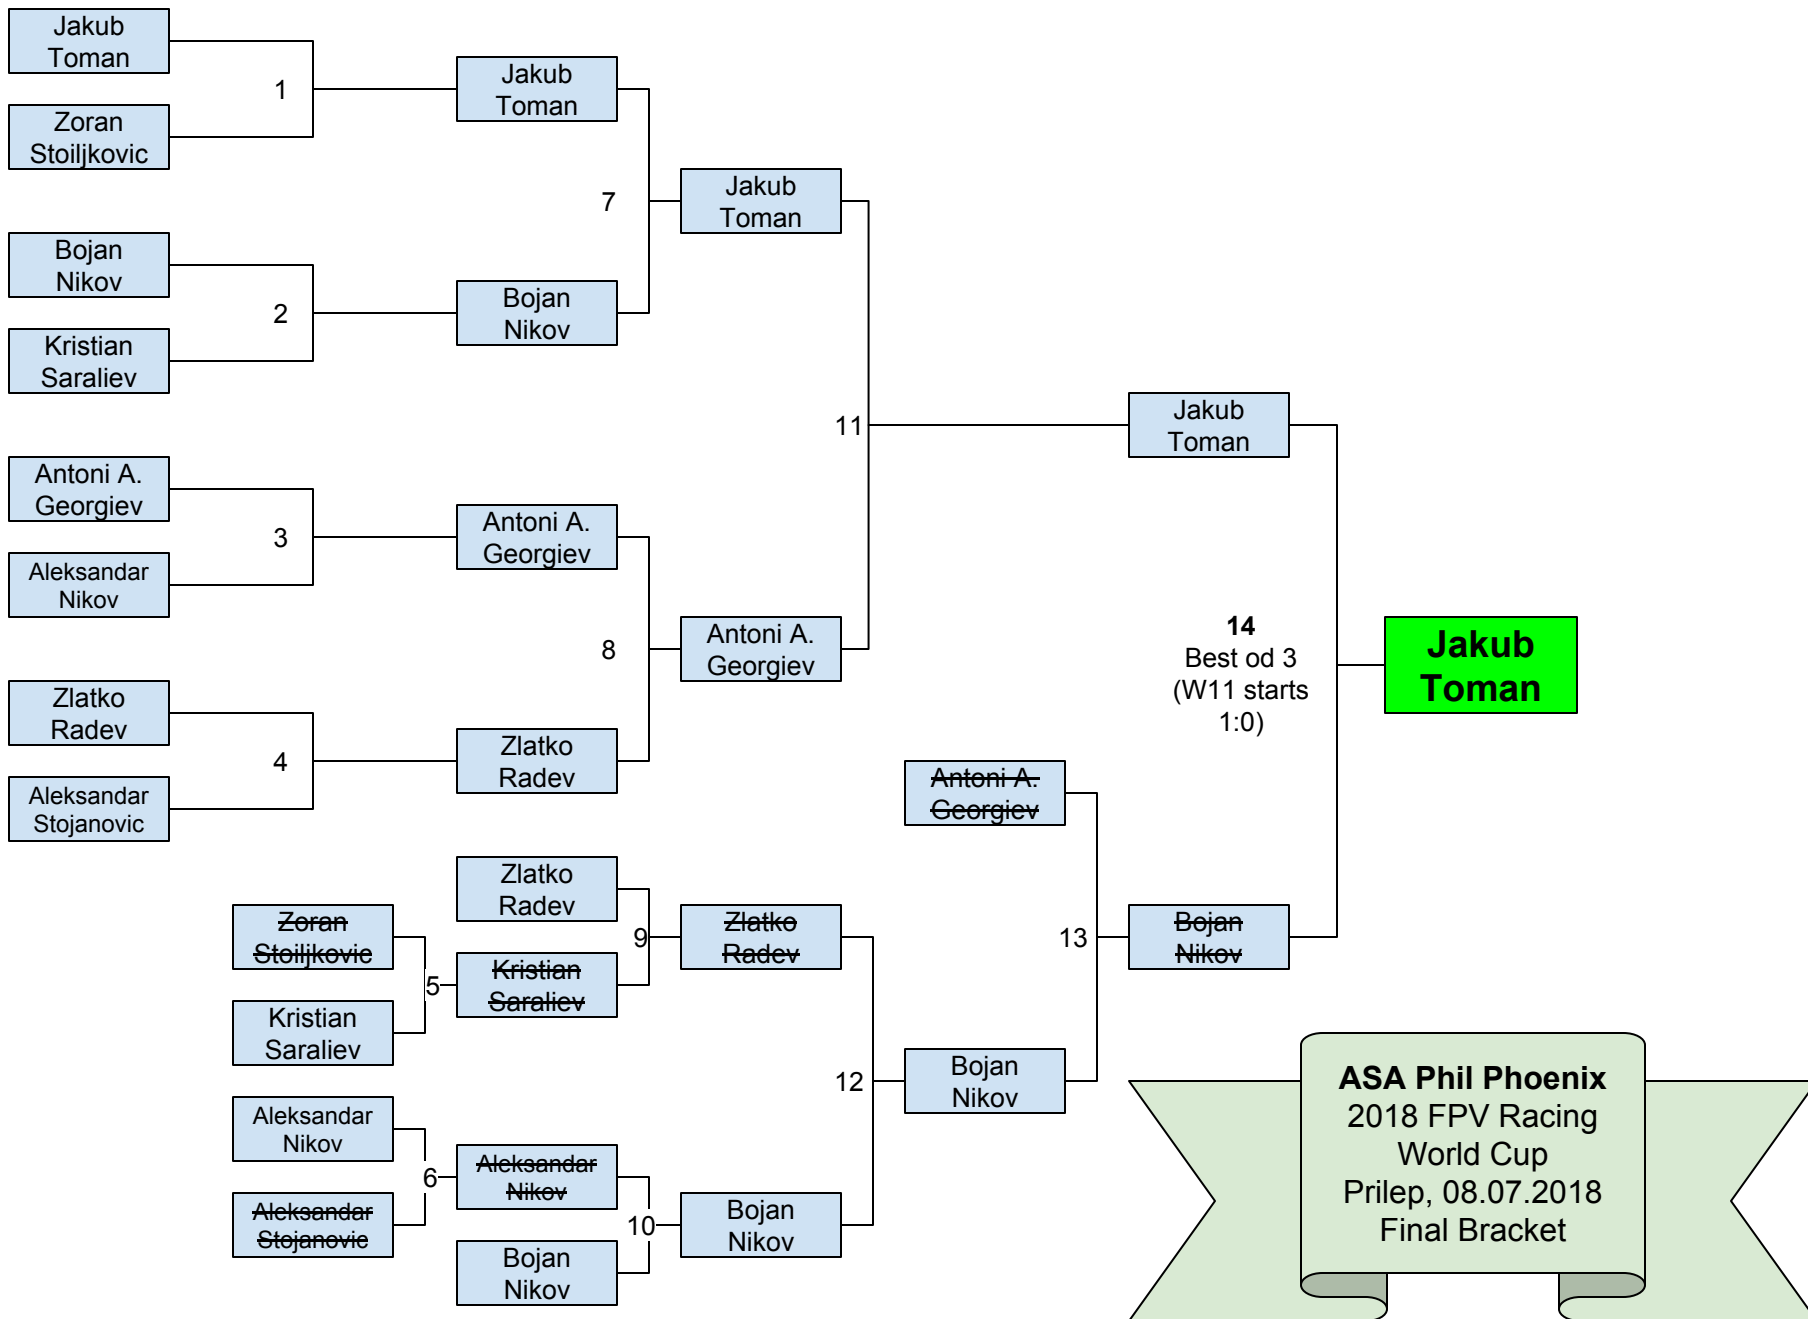 Jakub
Toman
1
Zoran
Stoiljkovic
Jakub
Toman
Bojan
Nikov
2
Kristian
Saraliev
Bojan
Nikov
7
Jakub
Toman
Antoni A.
Georgiev
3
Aleksandar
Nikov
Antoni A.
Georgiev
Zlatko
Radev
4
Aleksandar
Stojanovic
Zlatko
Radev
8
Antoni A.
Georgiev
11
Jakub
Toman
14
Best od 3
(W11 starts
1:0)
Jakub
Toman
Zoran
Stoiljkovic
5
Kristian
Saraliev
Zlatko
Radev
9
Kristian
Saraliev
Zlatko
Radev
Aleksandar
Nikov
6
Aleksandar
Stojanovic
Aleksandar
Nikov
10
Bojan
Nikov
Bojan
Nikov
12
Antoni A.
Georgiev
13
Bojan
Nikov
Bojan
Nikov
ASA Phil Phoenix
2018 FPV Racing
World Cup
Prilep, 08.07.2018
Final Bracket